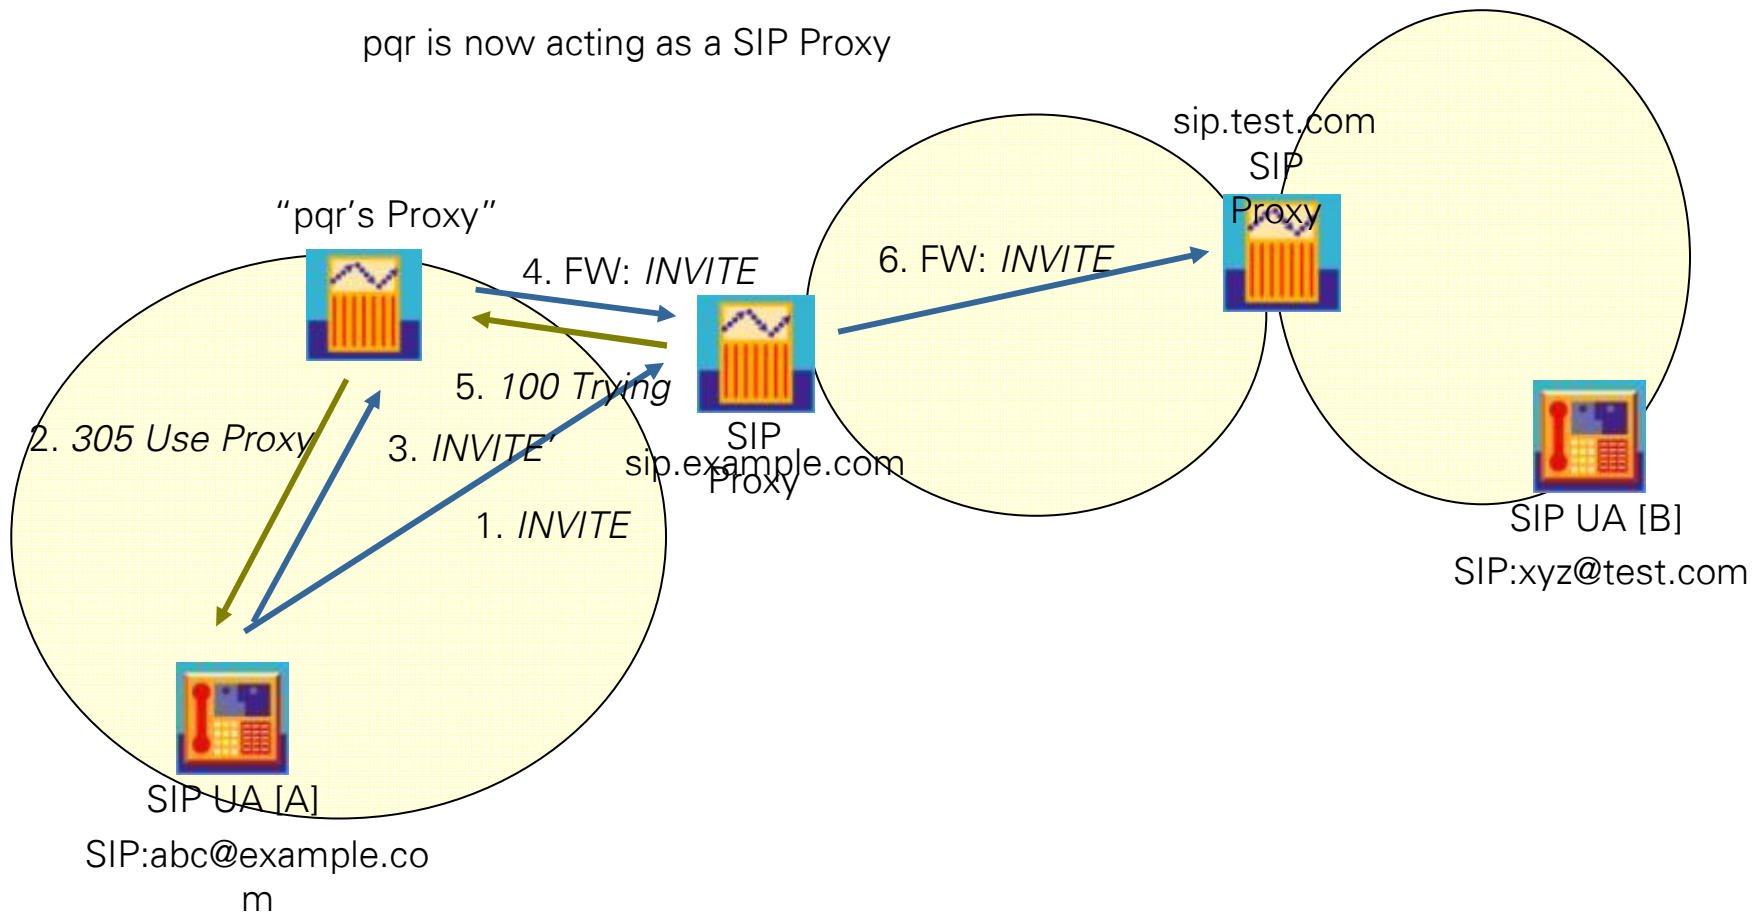 pqr is now acting as a SIP Proxy
sip.test.com
SIP
Proxy
“pqr’s Proxy”
4. FW: INVITE
6. FW: INVITE
5. 100 Trying
2. 305 Use Proxy
3. INVITE’
SIP
Proxy
sip.example.com
1. INVITE
SIP UA [B]
SIP:xyz@test.com
SIP UA [A]
SIP:abc@example.co
m